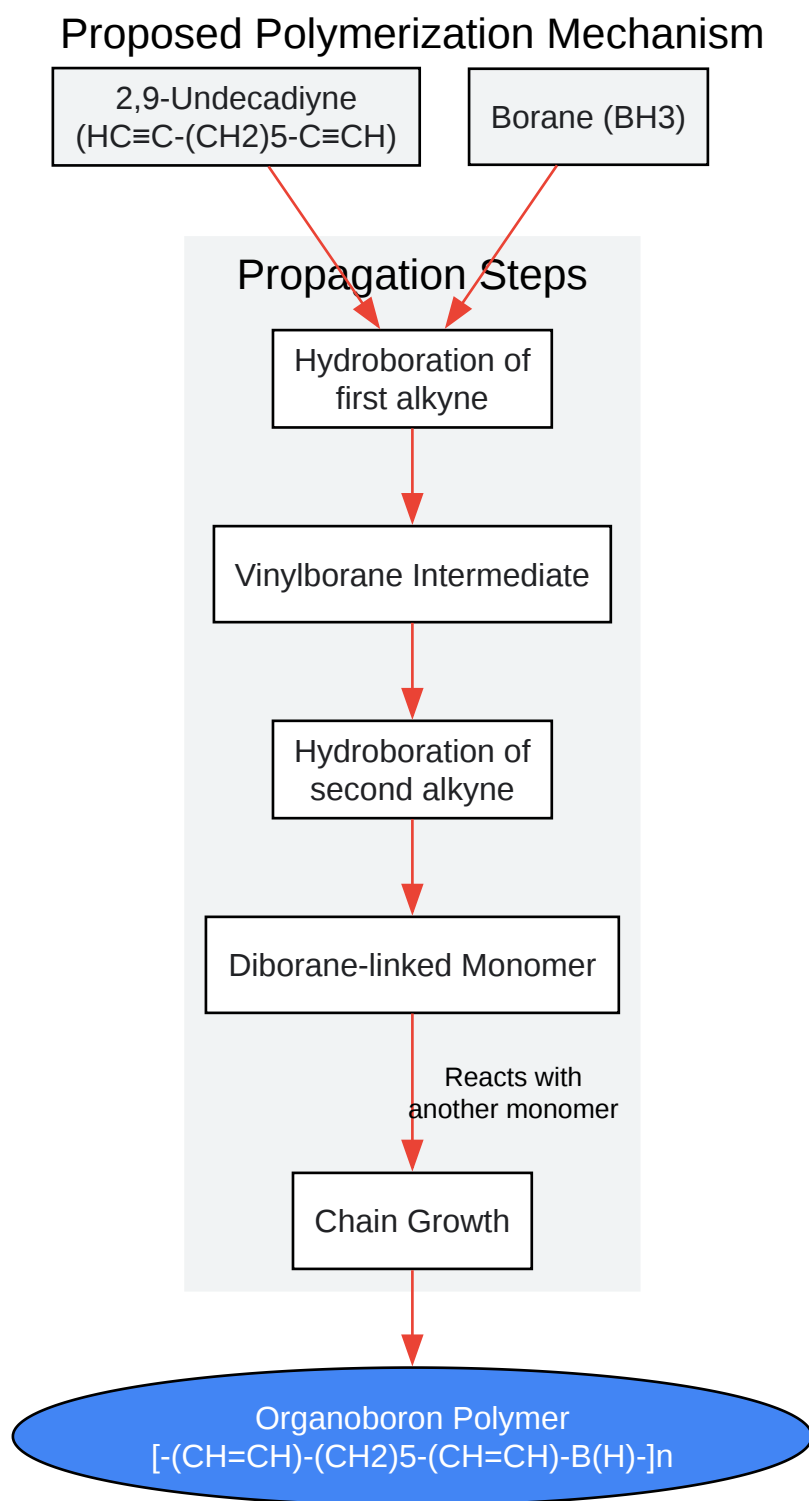 Proposed Polymerization Mechanism
2,9-Undecadiyne
(HC≡C-(CH2)5-C≡CH)
Borane (BH3)
Propagation Steps
Hydroboration of
first alkyne
Vinylborane Intermediate
Hydroboration of
second alkyne
Diborane-linked Monomer
Reacts with
another monomer
Chain Growth
Organoboron Polymer
[-(CH=CH)-(CH2)5-(CH=CH)-B(H)-]n